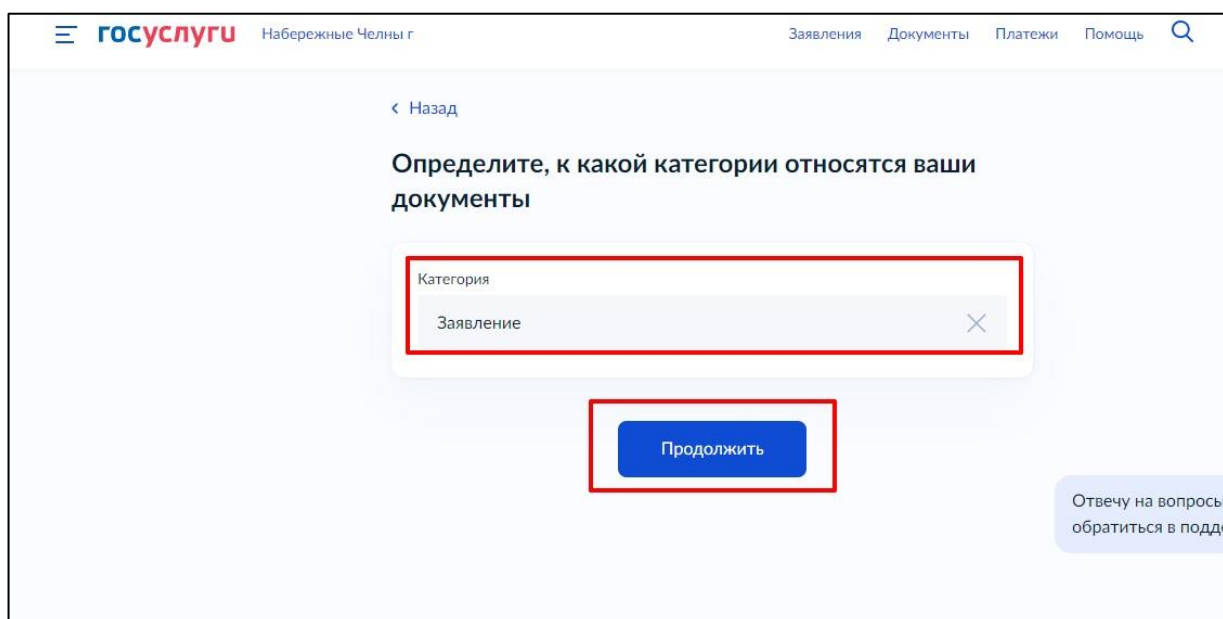 госуслуги Набережные Челны г Заявления Документы Платежи Помощь
Назад
Определите, к какой категории относятся ваши
документы
Категория
Заявление
Продолжить
Отвечу на вопросы
обратиться в